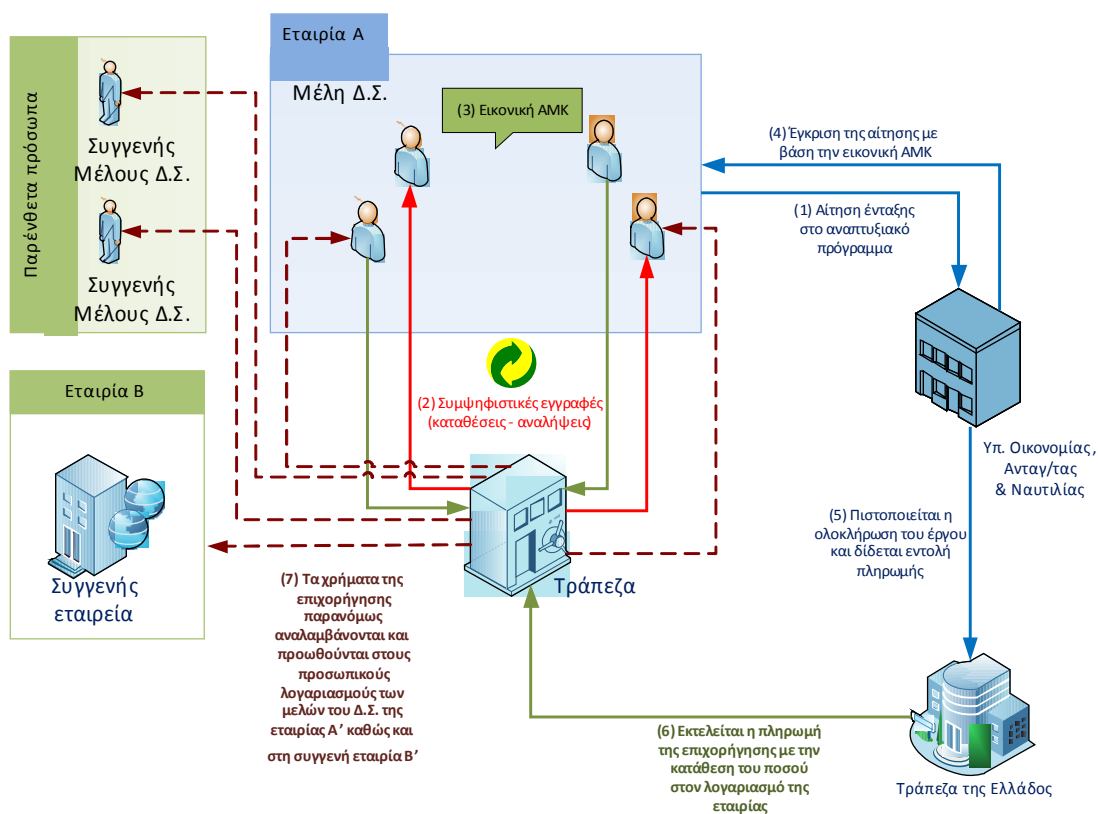 Παρένθετα πρόσωπα
Συγγενής
Μέλους Δ.Σ.
Συγγενής
Μέλους Δ.Σ.
Εταιρία Α
Μέλη Δ.Σ.
(3) Εικονική ΑΜΚ
(4) Έγκριση της αίτησης με
βάση την εικονική ΑΜΚ
(1) Αίτηση ένταξης
στο αναπτυξιακό
πρόγραμμα
(2) Συμψηφιστικές εγγραφές
(καταθέσεις - αναλήψεις)
Εταιρία Β
Συγγενής
εταιρεία
Υπ. Οικονομίας,
Ανταγ/τας
& Ναυτιλίας
(5) Πιστοποιείται η
ολοκλήρωση του έργου
και δίδεται εντολή
πληρωμής
Τράπεζα
(7) Τα χρήματα της
επιχορήγησης
παρανόμως
αναλαμβάνονται και
προωθούνται στους
προσωπικούς
λογαριασμούς των
μελών του Δ.Σ. της
εταιρίας Α’ καθώς και
στη συγγενή εταιρία Β’
(6) Εκτελείται η πληρωμή
της επιχορήγησης με την
κατάθεση του ποσού
στον λογαριασμό της
εταιρίας
Τράπεζα της Ελλάδος